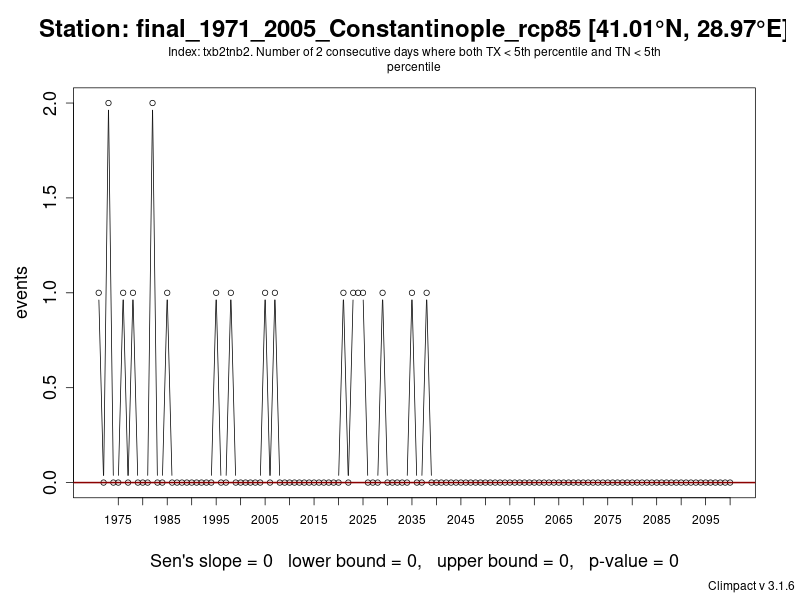 Station: final_1971_2005_Constantinople_rcp85 [41.01°N, 28.97°E]
Index: txb2tnb2. Number of 2 consecutive days where both TX < 5th percentile and TN < 5th
percentile
2.0
1.5
1.0
0.5
0.0
events
1975 1985 1995 2005 2015 2025 2035 2045 2055 2065 2075 2085 2095
Sen's slope = 0 lower bound = 0, upper bound = 0, p-value = 0
Climpact v 3.1.6